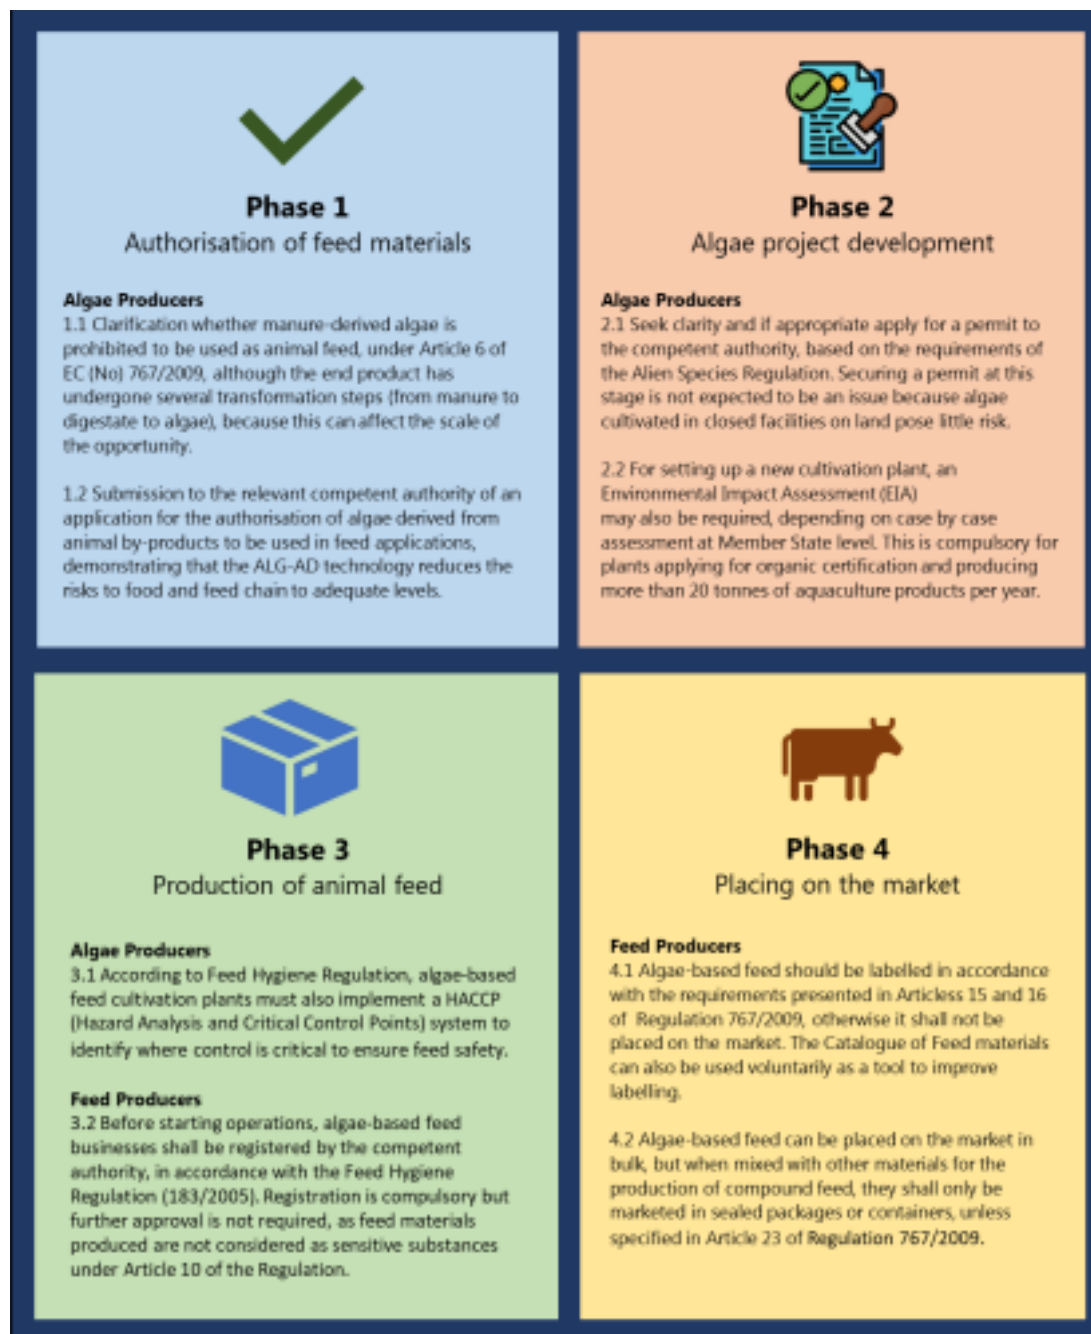 Phase 1
Authorisation of feed materials
Algae Producers
1.1 Clarification whether manure-derived algae is
prohibited to be used as animal feed, under Article 6 of
EC (No) 767/2009, although the end product has
undergone several transformation steps (from manure to
digestate to algae), because this can affect the scale of
the opportunity.
1.2 Submission to the relevant competent authority of an
application for the authorisation of algae derived from
animal by-products to be used in feed applications,
demonstrating that the ALG-AD technology reduces the
risks to food and feed chain to adequate levels.
Phase 2
Algae project development
Algae Producers
2.1 Seek clarity and if appropriate apply for a permit to
the competent authority, based on the requirements of
the Alien Species Regulation. Securing a permit at this
stage is not expected to be an issue because algae
cultivated in closed facilities on land pose little risk.
2.2 For setting up a new cultivation plant, an
Environmental Impact Assessment (EIA)
may also be required, depending on case by case
assessment at Member State level. This is compulsory for
plants applying for organic certification and producing
more than 20 tonnes of aquaculture products per year.
Phase 3
Production of animal feed
Algae Producers
3.1 According to Feed Hygiene Regulation, algae-based
feed cultivation plants must also implement a HACCP
(Hazard Analysis and Critical Control Points) system to
identify where control is critical to ensure feed safety.
Feed Producers
3.2 Before starting operations, algae-based feed
businesses shall be registered by the competent
authority, in accordance with the Feed Hygiene
Regulation (183/2005). Registration is compulsory but
further approval is not required, as feed materials
produced are not considered as sensitive substances
under Article 10 of the Regulation.
Phase 4
Placing on the market
Feed Producers
4.1 Algae-based feed should be labelled in accordance
with the requirements presented in Articless 15 and 16
of Regulation 767/2009, otherwise it shall not be
placed on the market. The Catalogue of Feed materials
can also be used voluntarily as a tool to improve
labelling.
4.2 Algae-based feed can be placed on the market in
bulk, but when mixed with other materials for the
production of compound feed, they shall only be
marketed in sealed packages or containers, unless
specified in Article 23 of Regulation 767/2009.